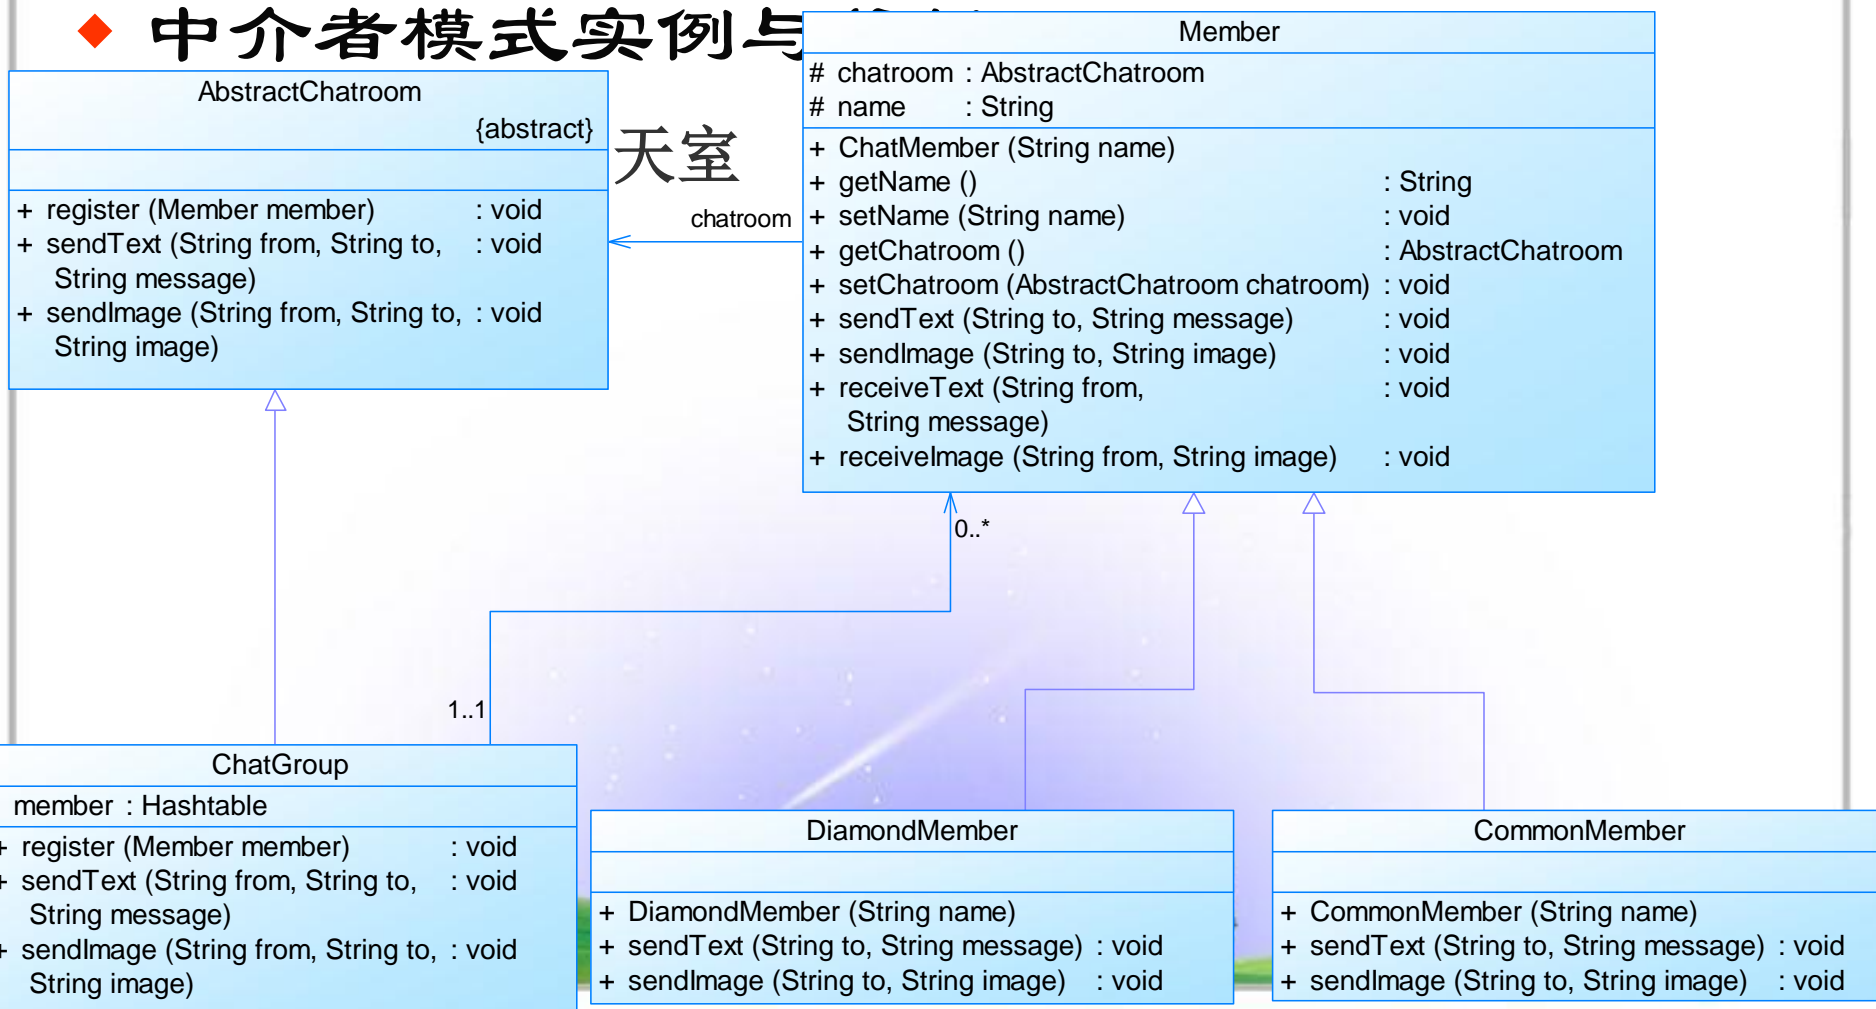 中介者模式实例与
天室
AbstractChatroom
{abstract}
+ register (Member member) : void
+ sendText (String from, String to, : void
String message)
+ sendImage (String from, String to, : void
String image)
chatroom
Member
# chatroom : AbstractChatroom
# name : String
+ ChatMember (String name)
+ getName () : String
+ setName (String name) : void
+ getChatroom () : AbstractChatroom
+ setChatroom (AbstractChatroom chatroom) : void
+ sendText (String to, String message) : void
+ sendImage (String to, String image) : void
+ receiveText (String from, : void
String message)
+ receiveImage (String from, String image) : void
0..*
1..1
ChatGroup
member : Hashtable
+ register (Member member) : void
+ sendText (String from, String to, : void
String message)
+ sendImage (String from, String to, : void
String image)
DiamondMember
+ DiamondMember (String name)
+ sendText (String to, String message) : void
+ sendImage (String to, String image) : void
CommonMember
+ CommonMember (String name)
+ sendText (String to, String message) : void
+ sendImage (String to, String image) : void